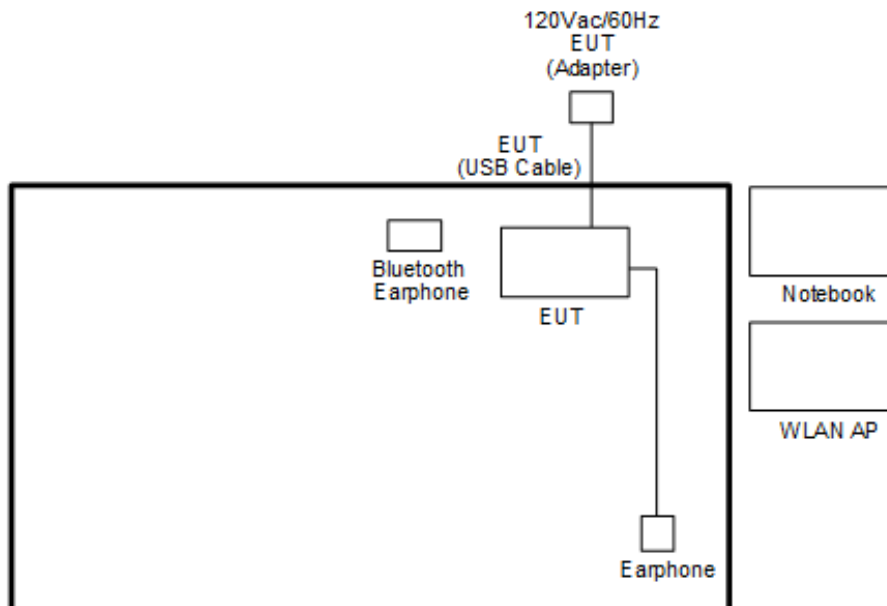 120Vac/60Hz
EUT
(Adapter)
EUT
(USB Cable)
Bluetooth
Earphone
EUT
Notebook
WLAN AP
Earphone